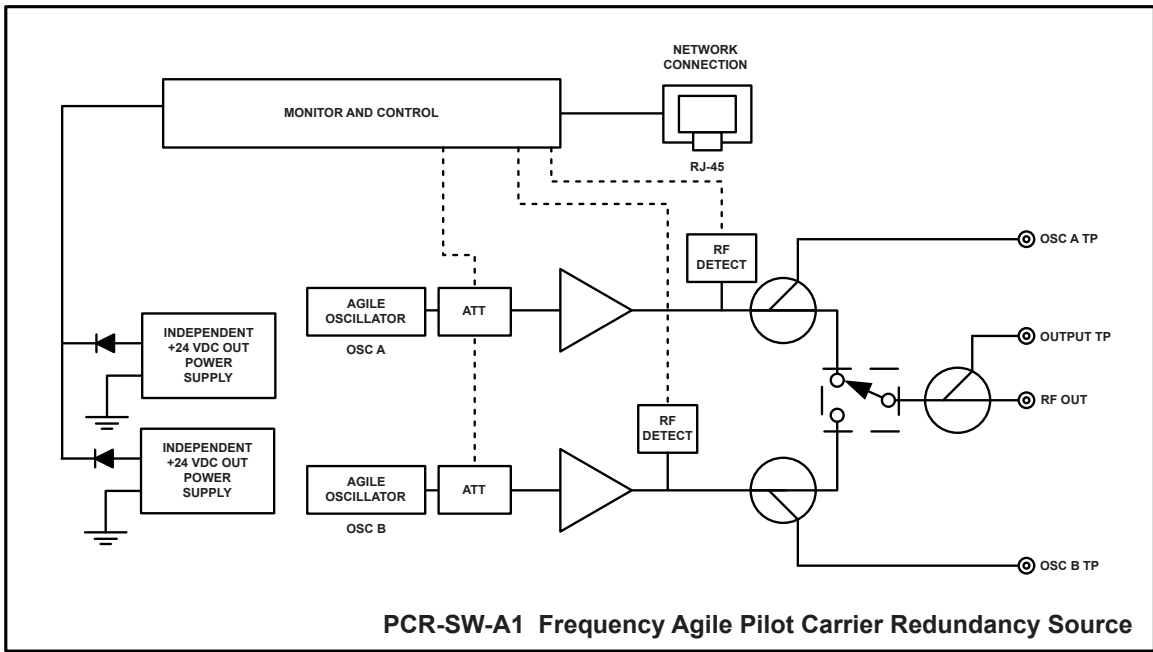 NETWORK
CONNECTION
MONITOR AND CONTROL
RJ-45
OSC A TP
RF
DETECT
AGILE
OSCILLATOR
ATT
OSC A
INDEPENDENT
+24 VDC OUT
POWER
SUPPLY
OUTPUT TP
RF OUT
RF
DETECT
INDEPENDENT
+24 VDC OUT
POWER
SUPPLY
AGILE
OSCILLATOR
ATT
OSC B
OSC B TP
PCR-SW-A1 Frequency Agile Pilot Carrier Redundancy Source